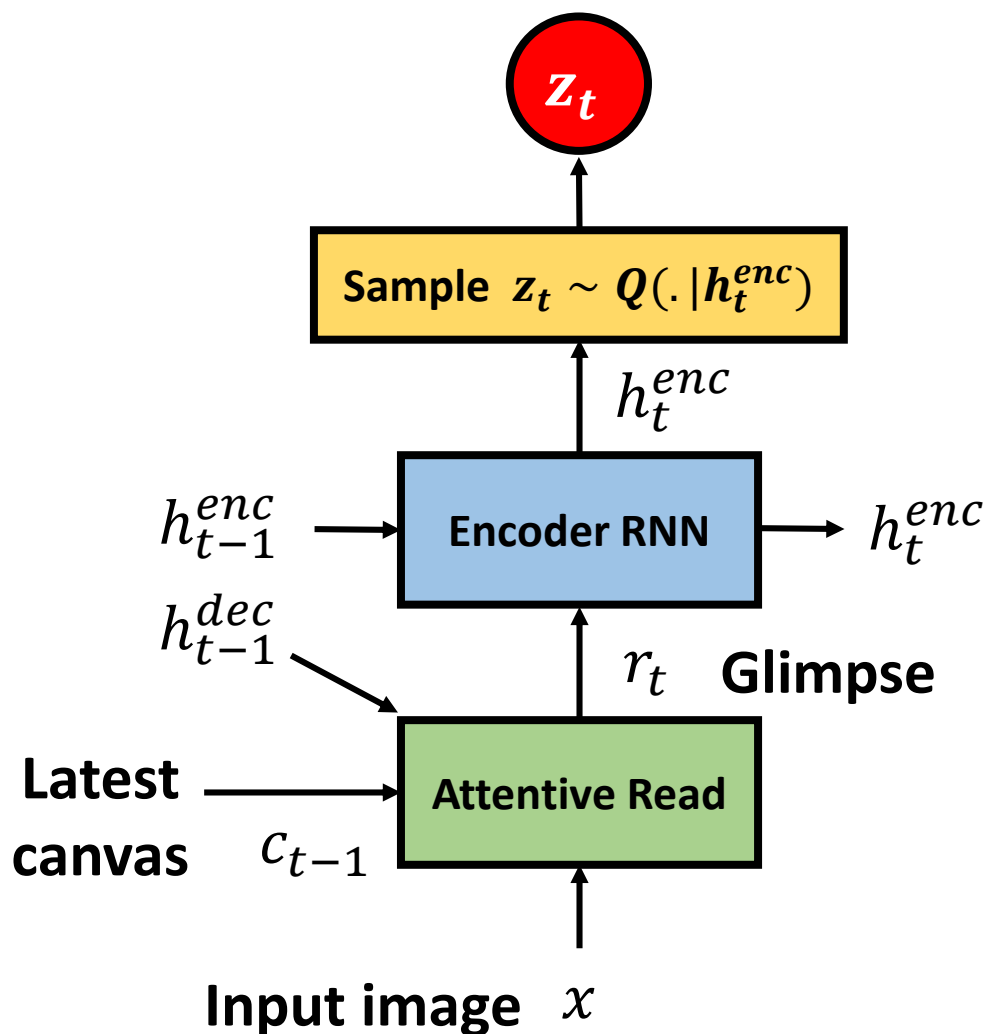 z_t
Sample z_t ~ Q(.|h_t^{enc})
h_t^{enc}
h_{t-1}^{enc}
Encoder RNN
h_t^{enc}
h_{t-1}^{dec}
r_t
Glimpse
Latest
canvas
c_{t-1}
Attentive Read
Input image x